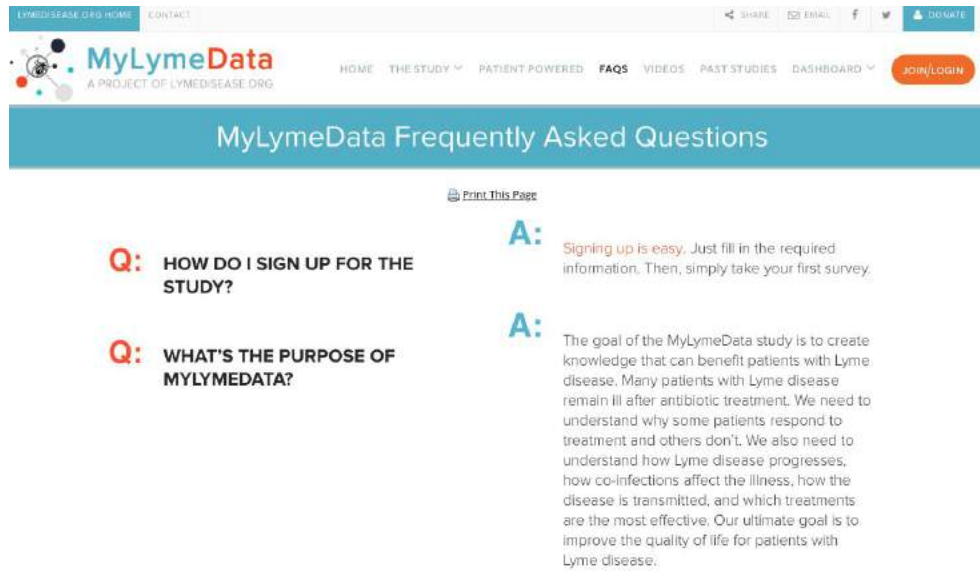 LYMEDISEASE.ORG HOME CONTACT SHARE EMAIL f DONATE
MyLymeData
A PROJECT OF LYMEDISEASE.ORG
HOME THE STUDY PATIENT POWERED FAQS VIDEOS PAST STUDIES DASHBOARD JOIN/LOGIN
MyLymeData Frequently Asked Questions
Print This Page
Q: HOW DO I SIGN UP FOR THE
STUDY?
A: Signing up is easy. Just fill in the required
information. Then, simply take your first survey.
Q: WHAT'S THE PURPOSE OF
MYLYMEDATA?
A: The goal of the MyLymeData study is to create
knowledge that can benefit patients with Lyme
disease. Many patients with Lyme disease
remain ill after antibiotic treatment. We need to
understand why some patients respond to
treatment and others don't. We also need to
understand how Lyme disease progresses,
how co-infections affect the illness, how the
disease is transmitted, and which treatments
are the most effective. Our ultimate goal is to
improve the quality of life for patients with
Lyme disease.